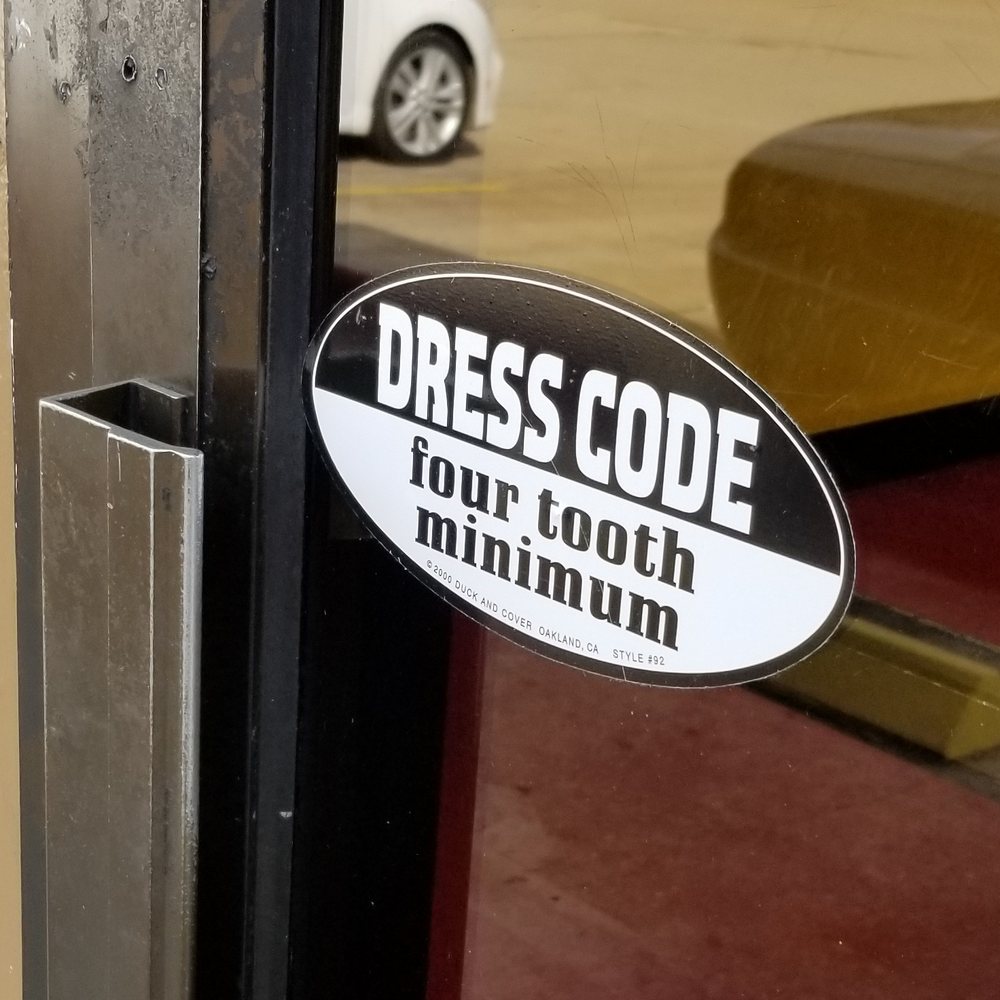 DRESS CODE
four tooth
minimum
©2000 DUCK AND COVER OAKLAND, CA STYLE #92